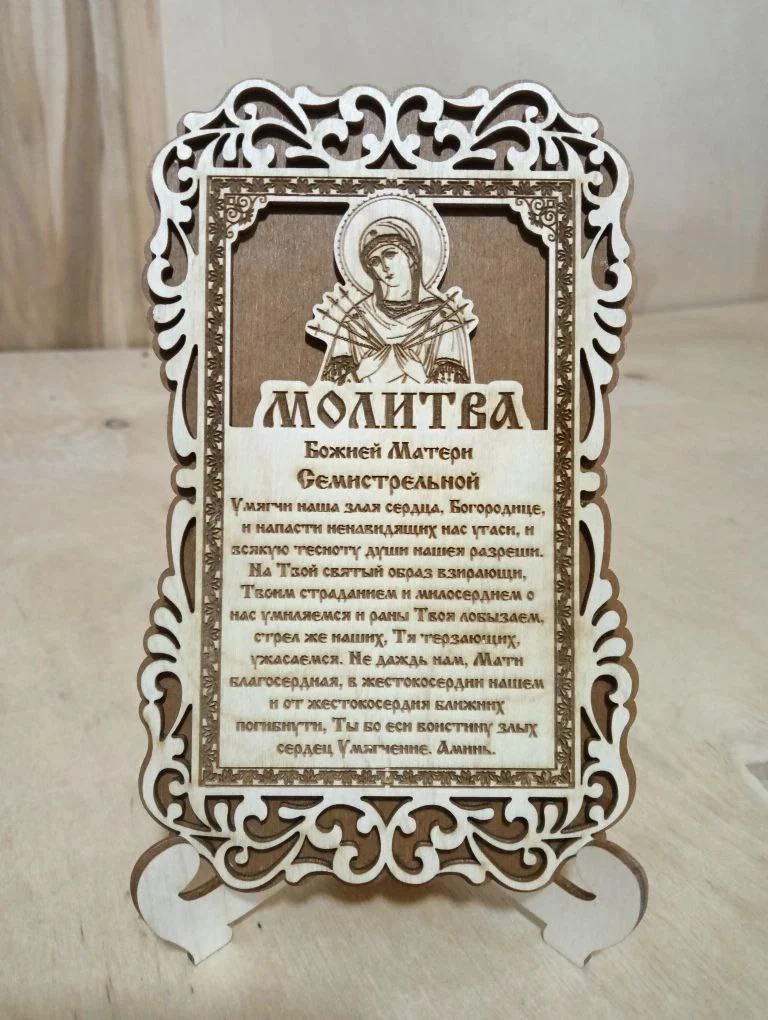 МОЛИТВА
Божией Матери
Семистрельной
Умягчи наша злая сердца, Богородице,
и напасти ненавидящих нас угаси, и
всякую тесноту души нашея разреши.
На Твой святый образ взирающи,
Твоим страданием и милосердием о
нас умиляемся и раны Твоя лобызаем,
стрел же наших, Тя терзающих,
ужасаемся. Не даждь нам, Мати
благосердная, в жестокосердии нашем
и от жестокосердия ближних
погибнути, Ты бо еси воистину злых
сердец Умягчение. Аминь.